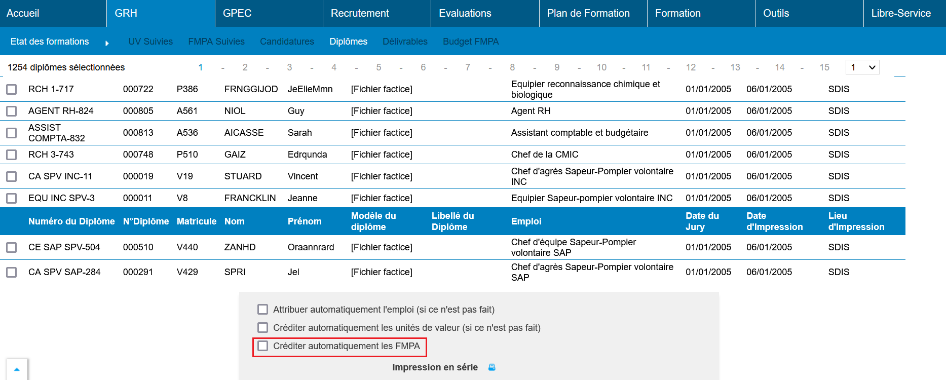 Accueil GRH GPEC Recrutement Evaluations Plan de Formation Formation Outils Libre-Service
Etat des formations UV Suivies FMPA Suivies Candidatures Diplômes Délivrables Budget FMPA
1254 diplômes sélectionnées 1 - 2 - 3 - 4 - 5 - 6 - 7 - 8 - 9 - 10 - 11 - 12 - 13 - 14 - 15 1
RCH 1-717 000722 P386 FRNGGIJOD JeElieMmn [Fichier factice] Equipier reconnaissance chimique et
biologique 01/01/2005 06/01/2005 SDIS
AGENT RH-824 000805 A561 NIOL Guy [Fichier factice] Agent RH 01/01/2005 06/01/2005 SDIS
ASSIST
COMPTA-832 000813 A536 AICASSE Sarah [Fichier factice] Assistant comptable et budgétaire 01/01/2005 06/01/2005 SDIS
RCH 3-743 000748 P510 GAIZ Edrqunda [Fichier factice] Chef de la CMIC 01/01/2005 06/01/2005 SDIS
CA SPV INC-11 000019 V19 STUARD Vincent [Fichier factice] Chef d'agrès Sapeur-Pompier volontaire
INC 01/01/2005 06/01/2005 SDIS
EQU INC SPV-3 000011 V8 FRANCKLIN Jeanne [Fichier factice] Equipier Sapeur-pompier volontaire INC 01/01/2005 06/01/2005 SDIS
Numéro du Diplôme N°Diplôme Matricule Nom Prénom Modèle du
diplôme Libellé du
Diplôme Emploi Date du
Jury Date
d'Impression Lieu
d'Impression
CE SAP SPV-504 000510 V440 ZANHD Oraannrard [Fichier factice] Chef d'équipe Sapeur-Pompier
volontaire SAP 01/01/2005 06/01/2005 SDIS
CA SPV SAP-284 000291 V429 SPRI Jel [Fichier factice] Chef d'agrès Sapeur-Pompier volontaire
SAP 01/01/2005 06/01/2005 SDIS
Attribuer automatiquement l'emploi (si ce n'est pas fait)
Créditer automatiquement les unités de valeur (si ce n'est pas fait)
Créditer automatiquement les FMPA
Impression en série